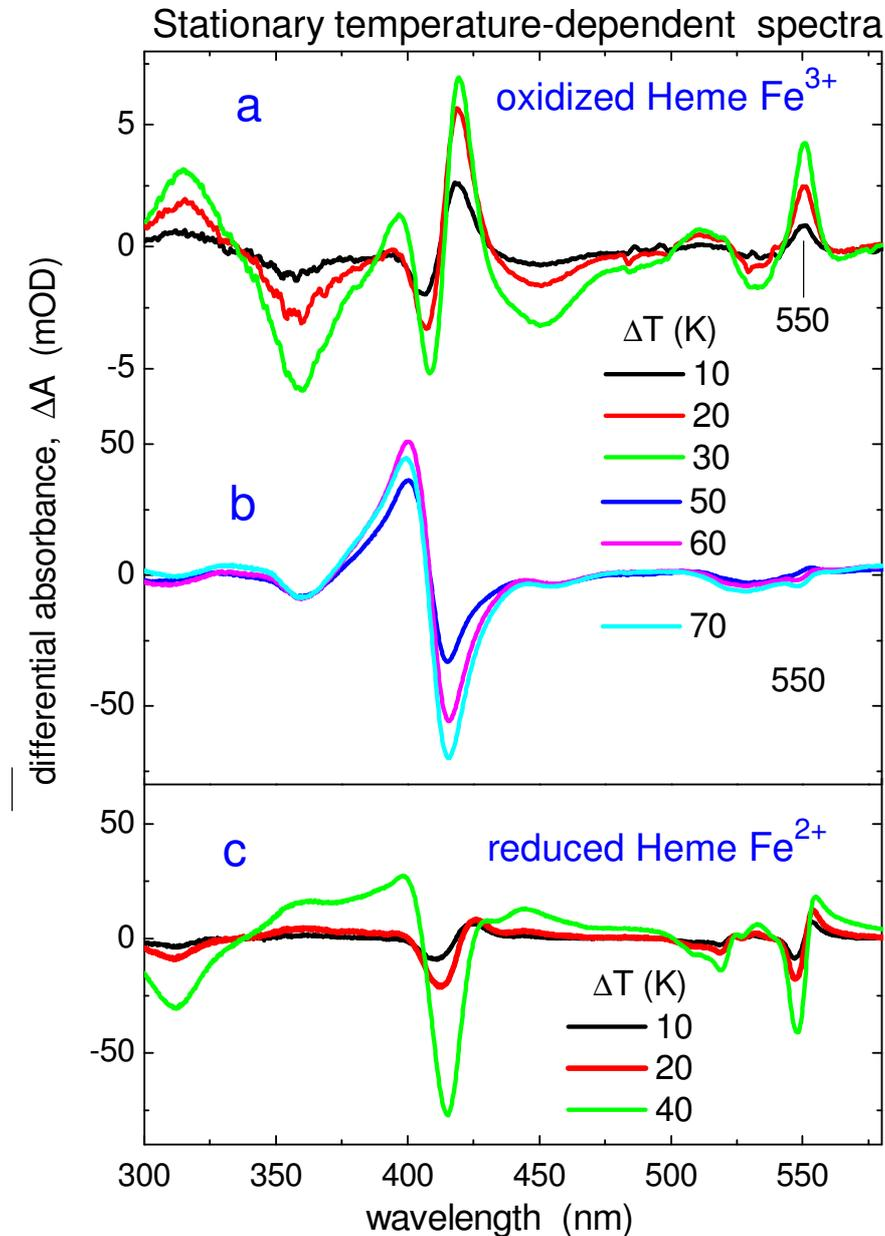 Stationary temperature-dependent spectra
differential absorbance, ΔA (mOD)
a
oxidized Heme Fe³⁺
5
0
-5
550
ΔT (K)
10
20
30
50
60
70
b
50
0
-50
550
c
reduced Heme Fe²⁺
50
0
-50
ΔT (K)
10
20
40
300 350 400 450 500 550
wavelength (nm)